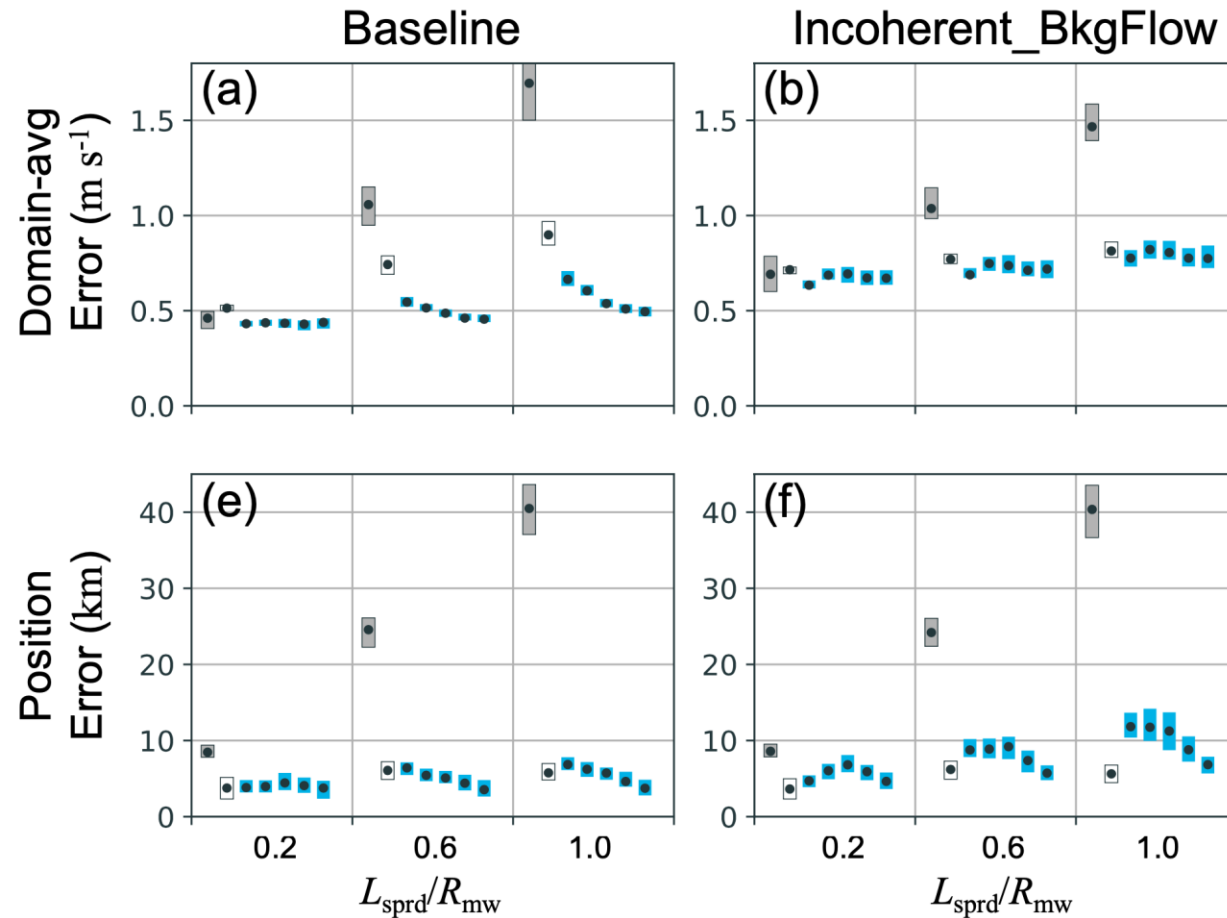 Baseline
Incoherent_BkgFlow
Domain-avg
Error (m s⁻¹)
(a)
1.5
1.0
0.5
0.0
(b)
1.5
1.0
0.5
0.0
Position
Error (km)
(e)
40
30
20
10
0
(f)
40
30
20
10
0
0.2 0.6 1.0
0.2 0.6 1.0
Lsprd/Rmw
Lsprd/Rmw